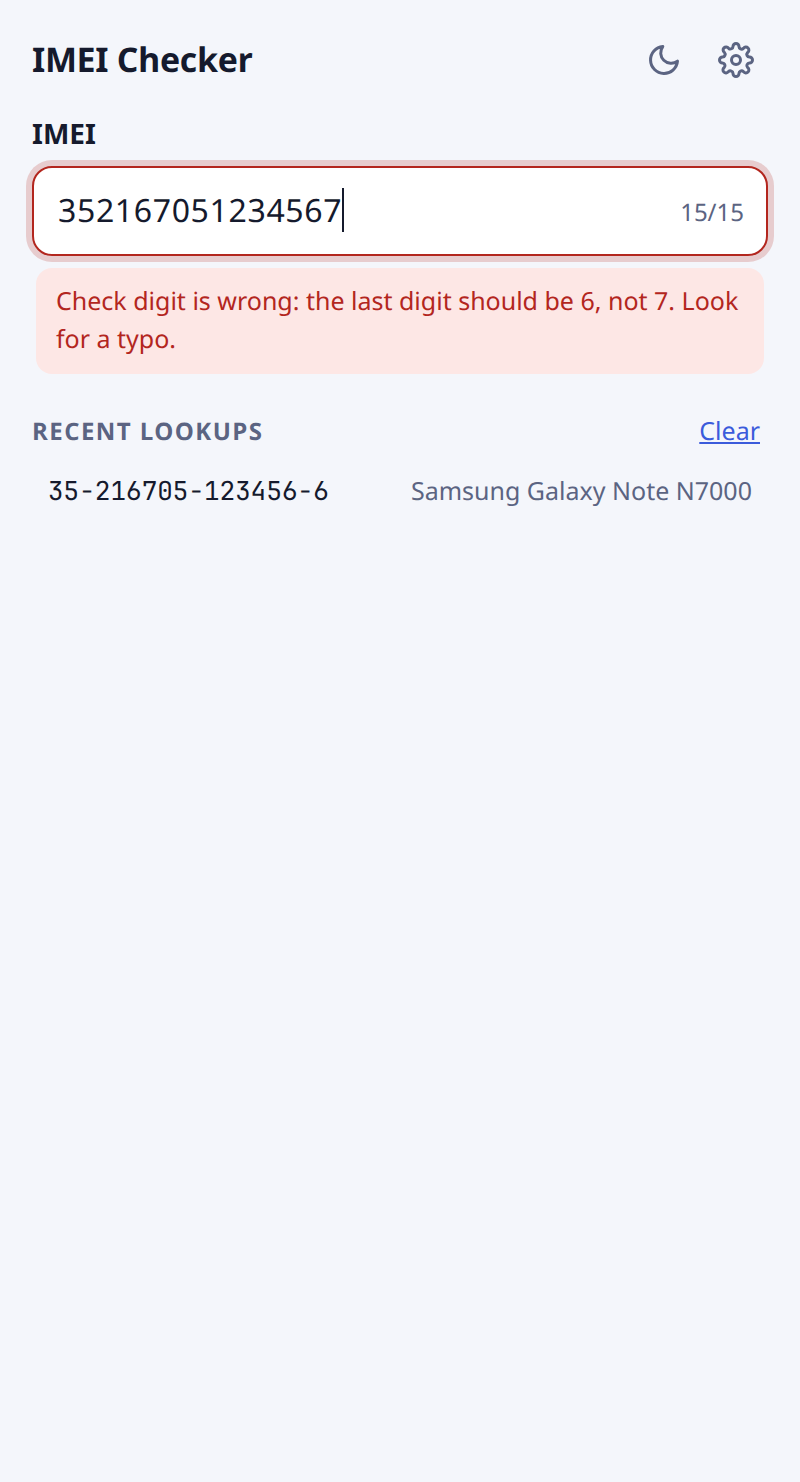 IMEI Checker
IMEI
352167051234567
15/15
Check digit is wrong: the last digit should be 6, not 7. Look
for a typo.
RECENT LOOKUPS
Clear
35-216705-123456-6
Samsung Galaxy Note N7000